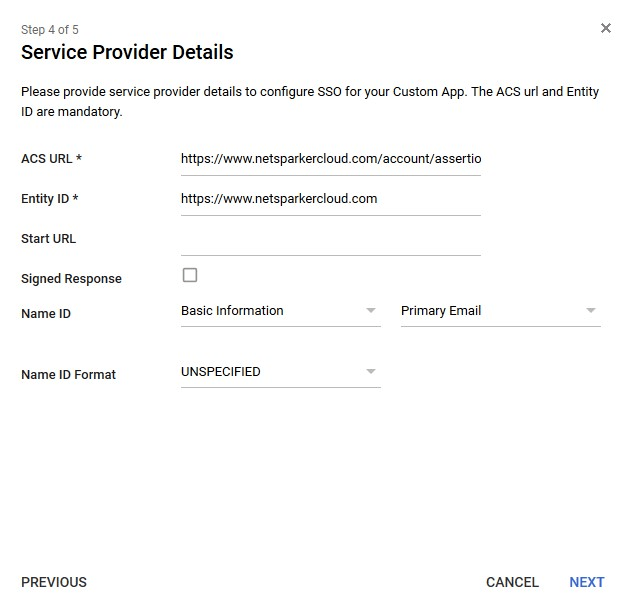 Step 4 of 5
Service Provider Details
Please provide service provider details to configure SSO for your Custom App. The ACS url and Entity
ID are mandatory.
ACS URL * https://www.netsparkercloud.com/account/assertio
Entity ID * https://www.netsparkercloud.com
Start URL
Signed Response
Name ID Basic Information Primary Email
Name ID Format UNSPECIFIED
PREVIOUS CANCEL NEXT